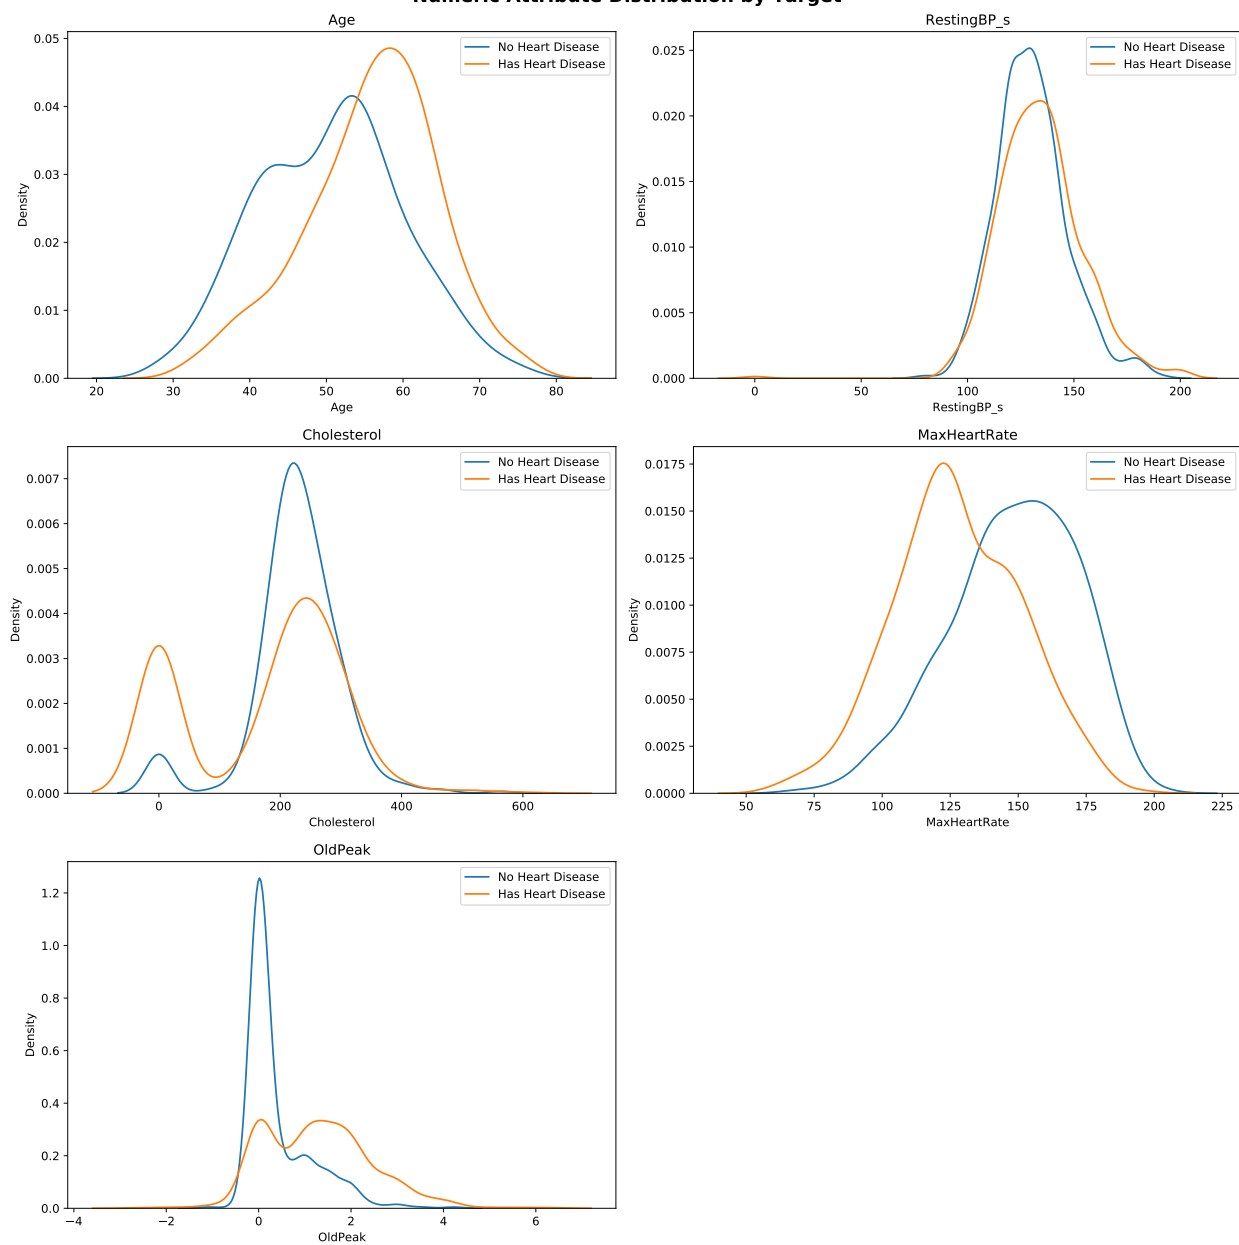 Numeric Attribute Distribution by Target
Age
0.05
0.04
0.03
0.02
0.01
0.00
Density
No Heart Disease
Has Heart Disease
20 30 40 50 60 70 80
Age
RestingBP_s
0.025
0.020
0.015
0.010
0.005
0.000
Density
No Heart Disease
Has Heart Disease
0 50 100 150 200
RestingBP_s
Cholesterol
0.007
0.006
0.005
0.004
0.003
0.002
0.001
0.000
Density
No Heart Disease
Has Heart Disease
0 200 400 600
Cholesterol
MaxHeartRate
0.0175
0.0150
0.0125
0.0100
0.0075
0.0050
0.0025
0.0000
Density
No Heart Disease
Has Heart Disease
50 75 100 125 150 175 200 225
MaxHeartRate
OldPeak
1.2
1.0
0.8
0.6
0.4
0.2
0.0
Density
No Heart Disease
Has Heart Disease
−4 −2 0 2 4 6
OldPeak